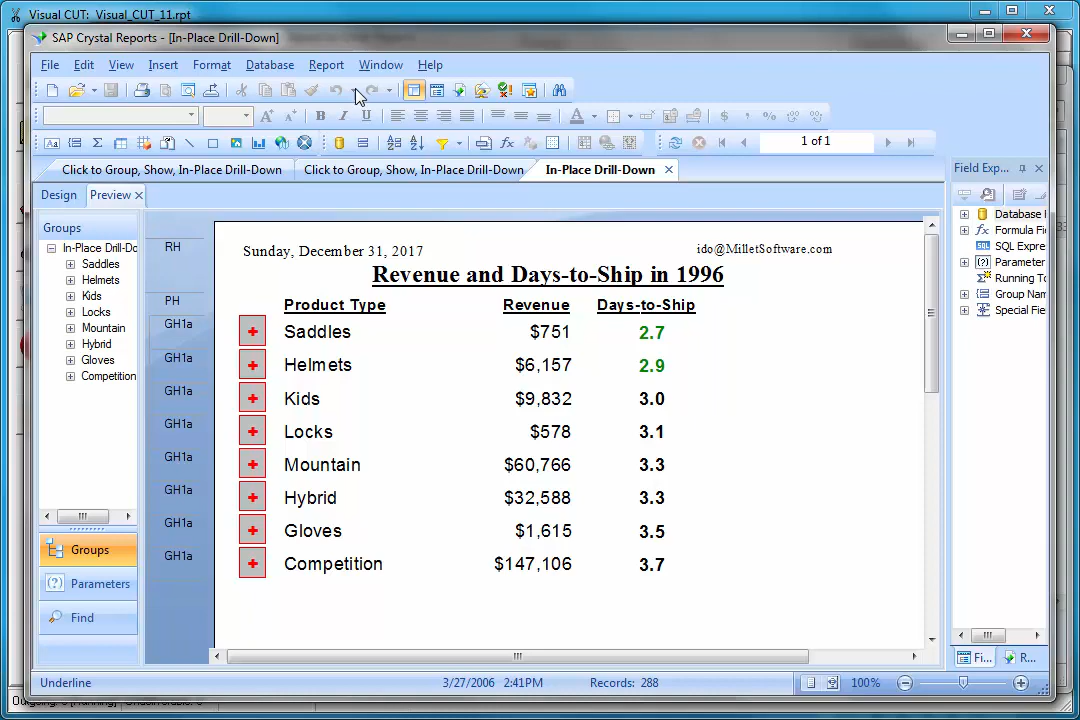 Visual CUT: Visual_CUT_11.rpt
SAP Crystal Reports - [In-Place Drill-Down]
File Edit View Insert Format Database Report Window Help
B I U A $ , %
1 of 1
Click to Group, Show, In-Place Drill-Down Click to Group, Show, In-Place Drill-Down In-Place Drill-Down
Field Exp...
Design Preview
Groups
In-Place Drill-Do
Saddles
Helmets
Kids
Locks
Mountain
Hybrid
Gloves
Competition
Groups
Parameters
Find
RH
PH
GH1a
GH1a
GH1a
GH1a
GH1a
GH1a
GH1a
GH1a
Sunday, December 31, 2017 ido@MilletSoftware.com
Revenue and Days-to-Ship in 1996
Product Type Revenue Days-to-Ship
Saddles $751 2.7
Helmets $6,157 2.9
Kids $9,832 3.0
Locks $578 3.1
Mountain $60,766 3.3
Hybrid $32,588 3.3
Gloves $1,615 3.5
Competition $147,106 3.7
Database
Formula Fi
SQL Expre
Parameter
Running To
Group Nam
Special Fie
Fi... R...
Underline 3/27/2006 2:41PM Records: 288 100%